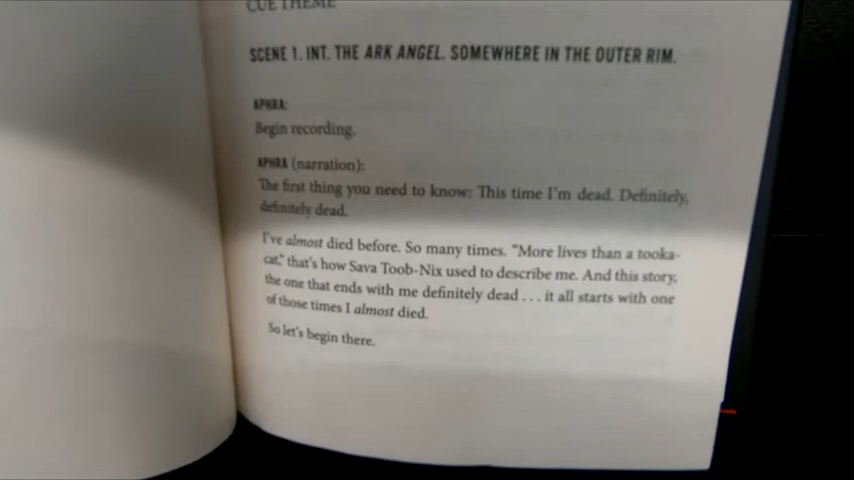 CUE THEME
SCENE 1. INT. THE ARK ANGEL. SOMEWHERE IN THE OUTER RIM.
APHRA:
Begin recording.
APHRA (narration):
The first thing you need to know: This time I'm dead. Definitely,
definitely dead.
I've almost died before. So many times. "More lives than a tooka-
cat," that's how Sava Toob-Nix used to describe me. And this story,
the one that ends with me definitely dead . . . it all starts with one
of those times I almost died.
So let's begin there.